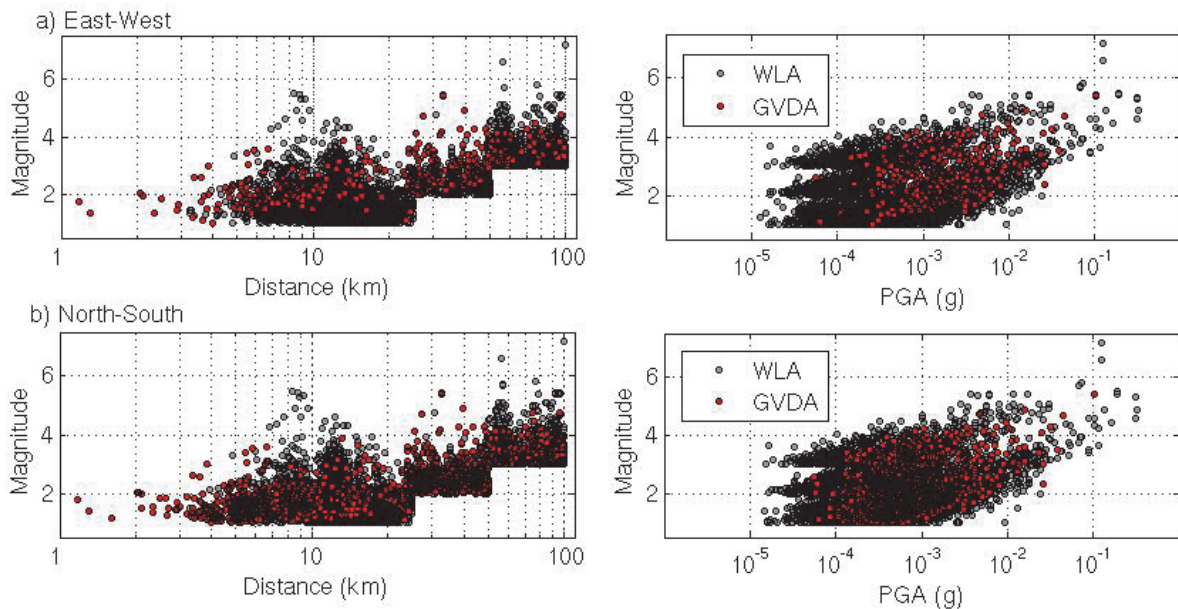 a) East-West
6
4
2
Magnitude
1
10
100
Distance (km)
WLA
GVDA
6
4
2
Magnitude
10-5
10-4
10-3
10-2
10-1
PGA (g)
b) North-South
6
4
2
Magnitude
1
10
100
Distance (km)
WLA
GVDA
6
4
2
Magnitude
10-5
10-4
10-3
10-2
10-1
PGA (g)